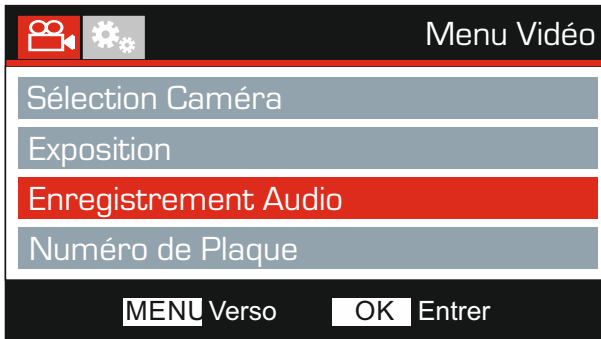 Menu Vidéo
Sélection Caméra
Exposition
Enregistrement Audio
Numéro de Plaque
MENU Verso OK Entrer